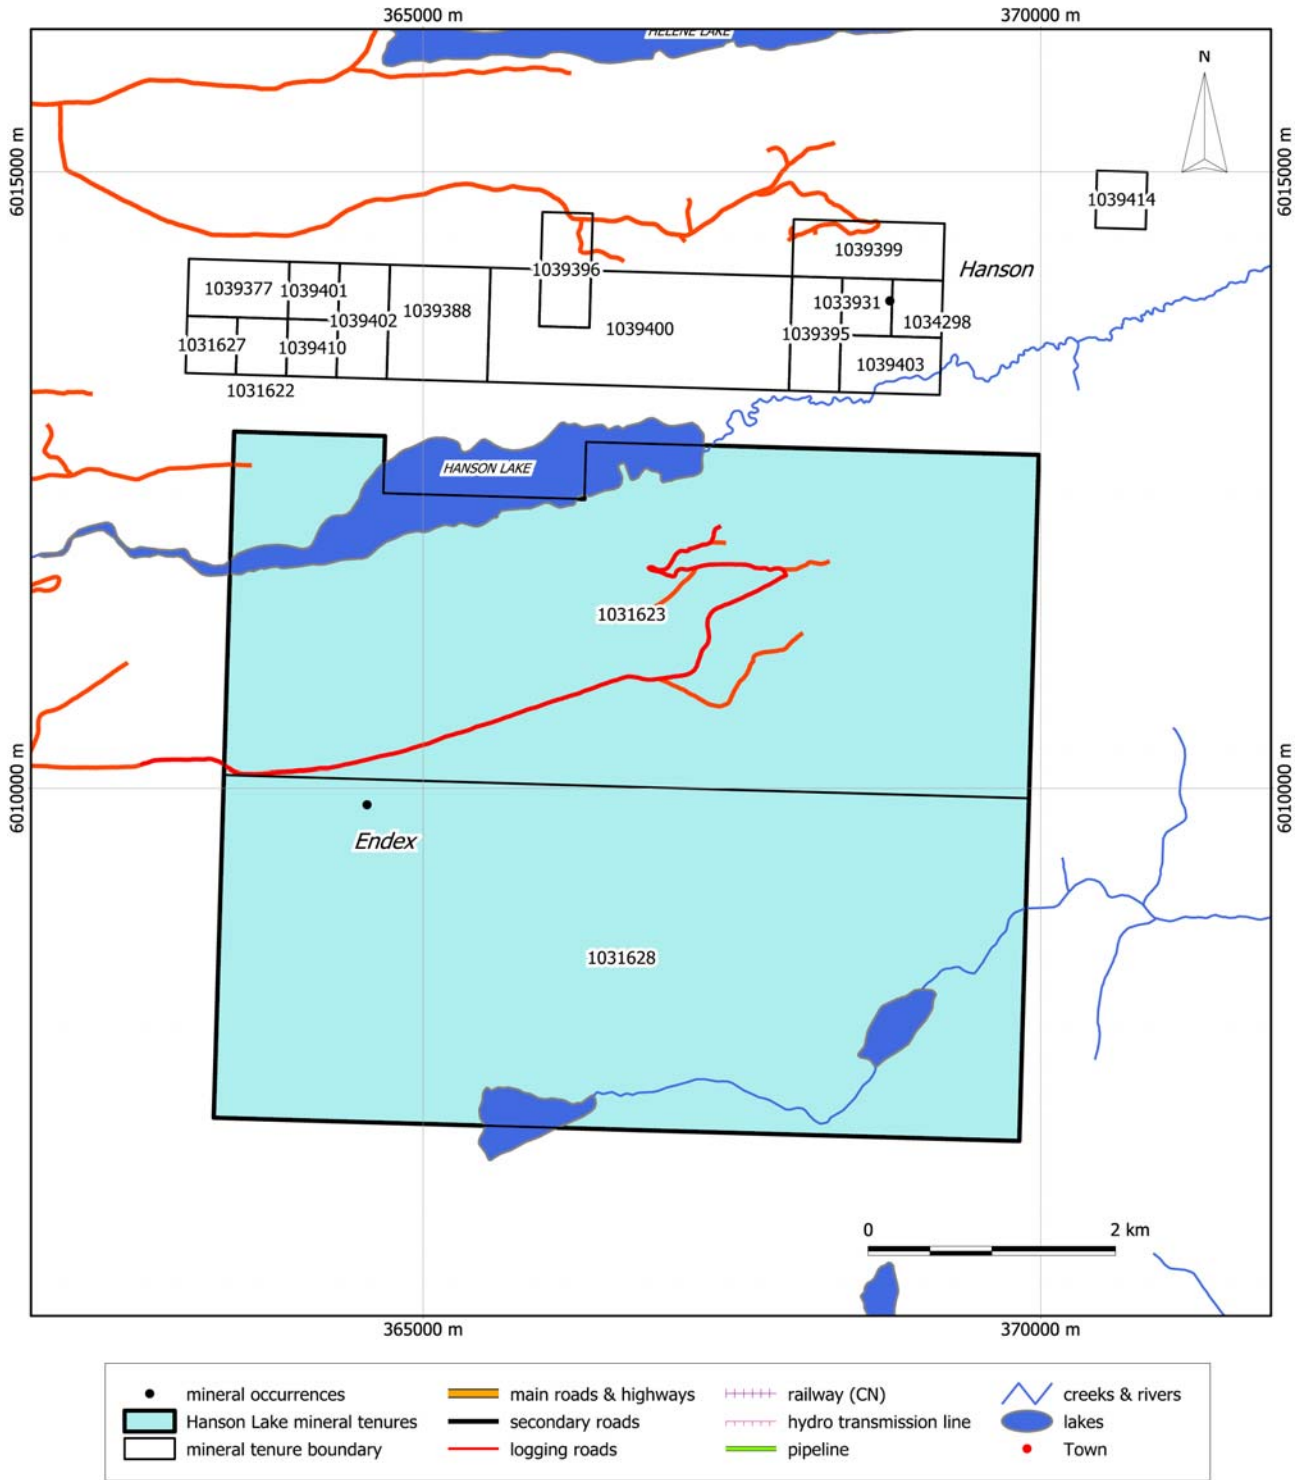 365000 m
370000 m
HELENE LAKE
N
6015000 m
6015000 m
1039414
1039399
Hanson
1039396
1039377
1039401
1039388
1033931
1039402
1034298
1039400
1039395
1031627
1039410
1039403
1031622
HANSON LAKE
1031623
6010000 m
6010000 m
Endex
1031628
0
2 km
365000 m
370000 m
mineral occurrences
main roads & highways
railway (CN)
creeks & rivers
Hanson Lake mineral tenures
secondary roads
hydro transmission line
lakes
mineral tenure boundary
logging roads
pipeline
Town